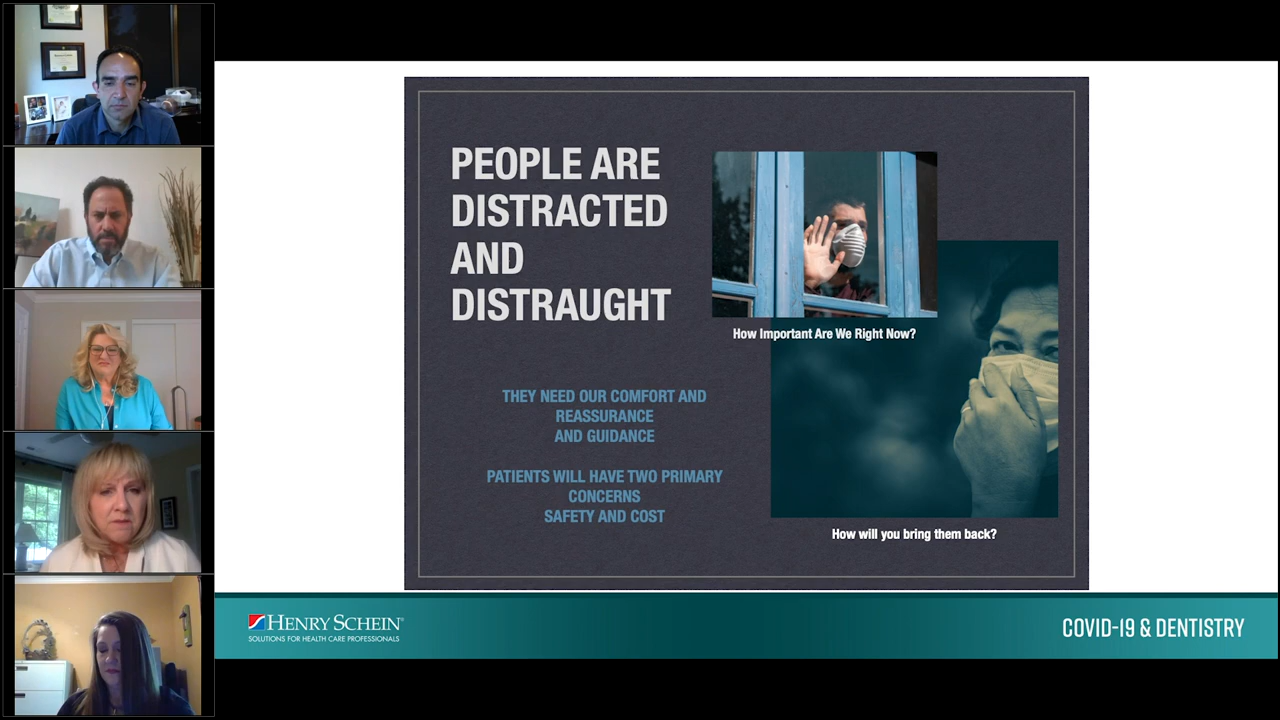 PEOPLE ARE
DISTRACTED
AND
DISTRAUGHT
How Important Are We Right Now?
THEY NEED OUR COMFORT AND
REASSURANCE
AND GUIDANCE
PATIENTS WILL HAVE TWO PRIMARY
CONCERNS
SAFETY AND COST
How will you bring them back?
HENRY SCHEIN®
SOLUTIONS FOR HEALTH CARE PROFESSIONALS
COVID-19 & DENTISTRY